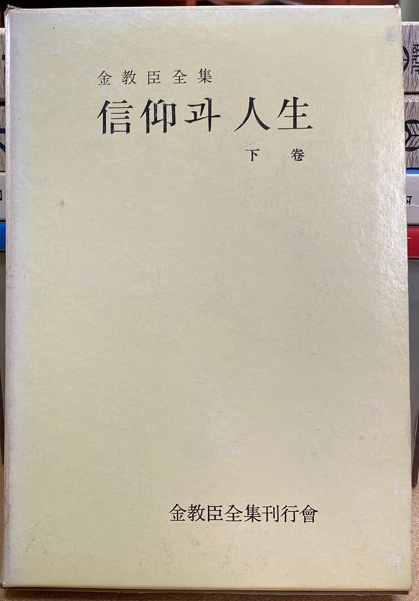 金教臣全集
信仰과 人生
下卷
金教臣全集刊行會